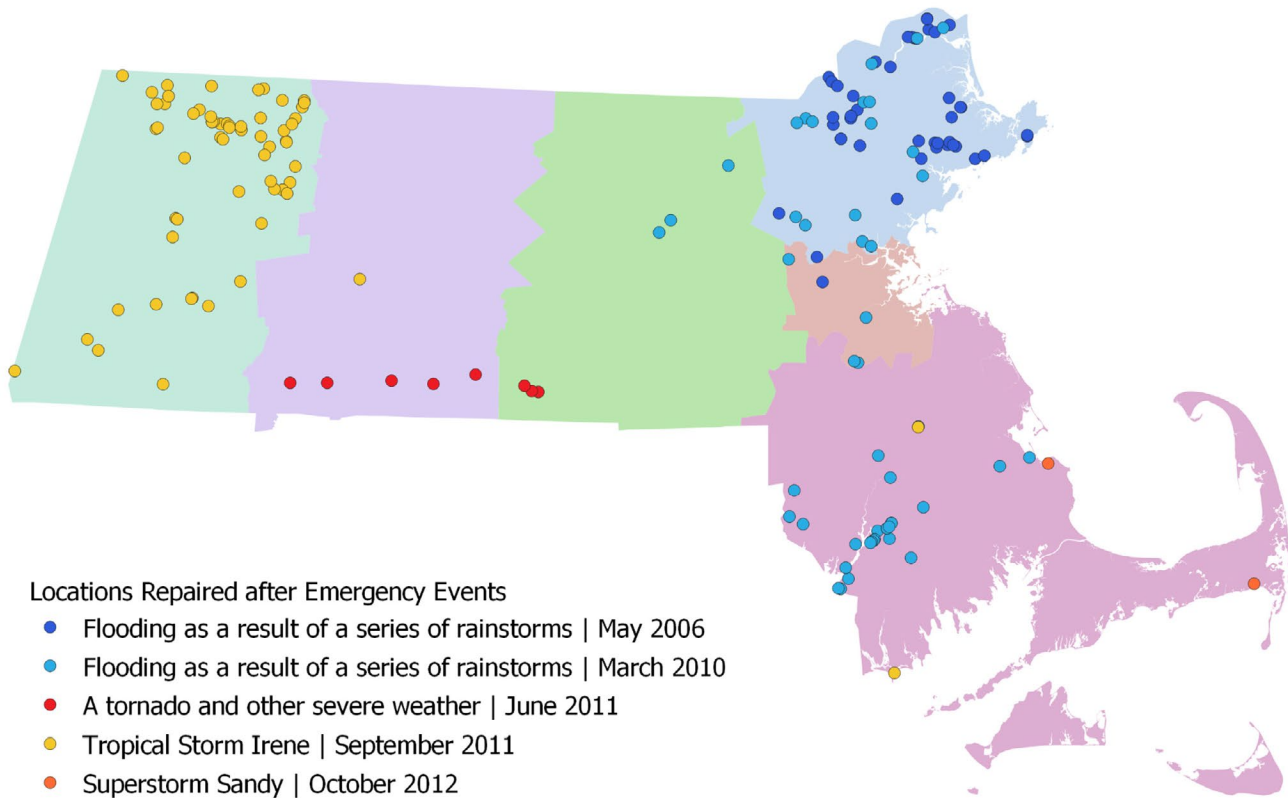 Locations Repaired after Emergency Events
Flooding as a result of a series of rainstorms | May 2006
Flooding as a result of a series of rainstorms | March 2010
A tornado and other severe weather | June 2011
Tropical Storm Irene | September 2011
Superstorm Sandy | October 2012